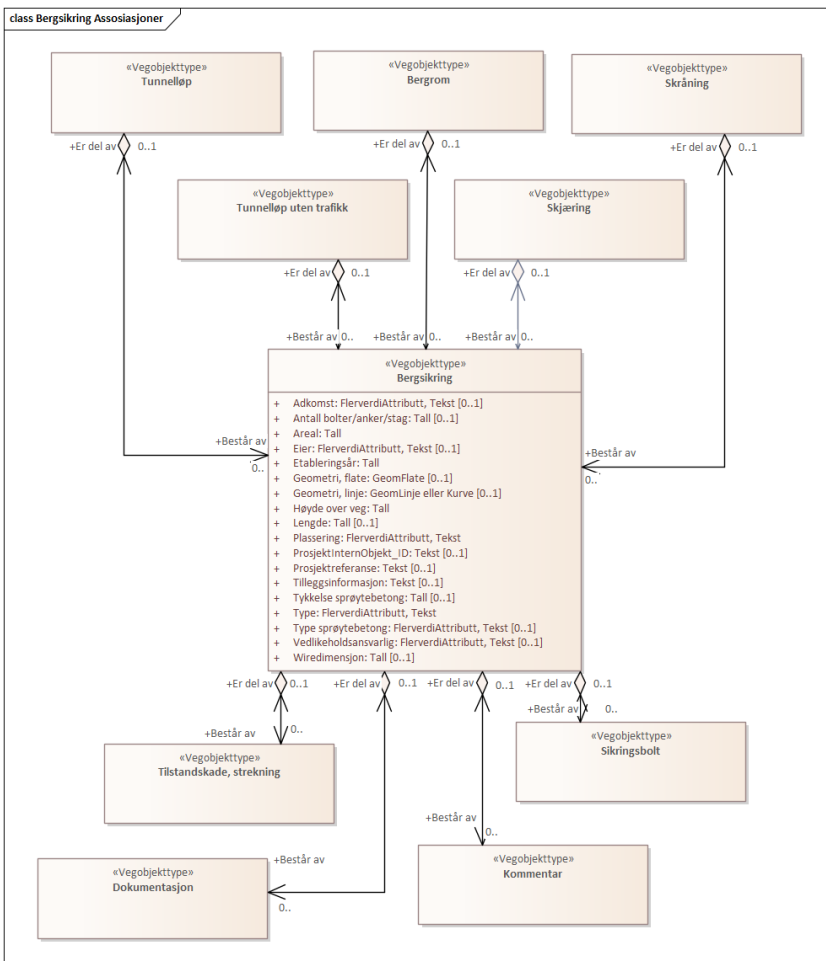 class Bergsikring Assosiasjoner
«Vegobjekttype»
Tunnelløp
«Vegobjekttype»
Bergrom
«Vegobjekttype»
Skråning
+Er del av 0..1
+Er del av 0..1
+Er del av 0..1
«Vegobjekttype»
Tunnelløp uten trafikk
«Vegobjekttype»
Skjæring
+Er del av 0..1
+Er del av 0..1
+Består av 0..
+Består av 0..
+Består av 0..
«Vegobjekttype»
Bergsikring
+ Adkomst: FlerverdiAttributt, Tekst [0..1]
+ Antall bolter/anker/stag: Tall [0..1]
+ Areal: Tall
+ Eier: FlerverdiAttributt, Tekst [0..1]
+ Etableringsår: Tall
+ Geometri, flate: GeomFlate [0..1]
+ Geometri, linje: GeomLinje eller Kurve [0..1]
+ Høyde over veg: Tall
+ Lengde: Tall [0..1]
+ Plassering: FlerverdiAttributt, Tekst
+ ProsjektInternObjekt_ID: Tekst [0..1]
+ Prosjektreferanse: Tekst [0..1]
+ Tilleggsinformasjon: Tekst [0..1]
+ Tykkelse sprøytebetong: Tall [0..1]
+ Type: FlerverdiAttributt, Tekst
+ Type sprøytebetong: FlerverdiAttributt, Tekst [0..1]
+ Vedlikeholdsansvarlig: FlerverdiAttributt, Tekst [0..1]
+ Wiredimensjon: Tall [0..1]
+Består av
0..
+Består av
0..
+Er del av 0..1
+Er del av 0..1
+Er del av 0..1
+Er del av 0..1
+Består av 0..
+Består av 0..
«Vegobjekttype»
Tilstandskade, strekning
«Vegobjekttype»
Sikringsbolt
+Består av
0..
+Består av
0..
«Vegobjekttype»
Dokumentasjon
«Vegobjekttype»
Kommentar